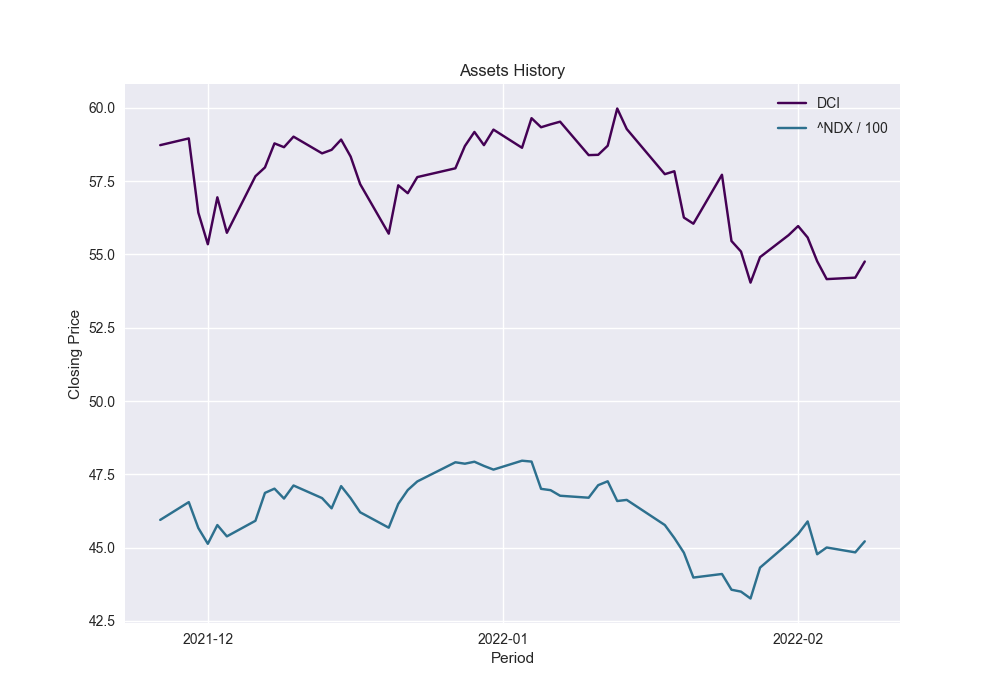 Assets History
DCI
^NDX / 100
60.0
57.5
55.0
52.5
50.0
47.5
45.0
42.5
Closing Price
2021-12
2022-01
2022-02
Period